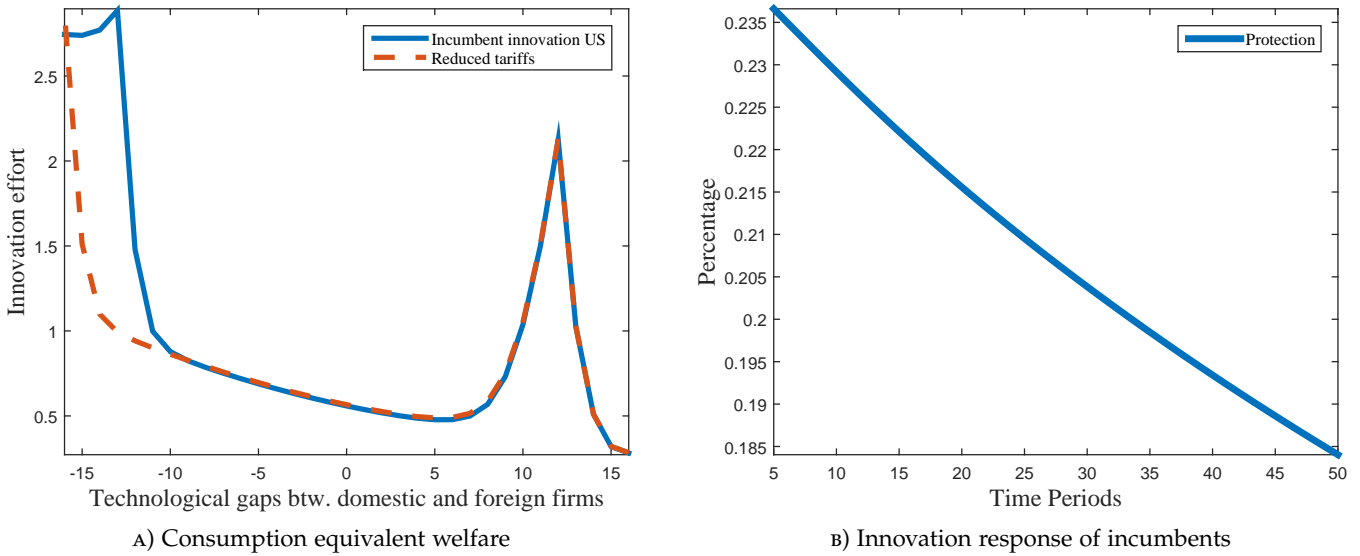 Incumbent innovation US
Reduced tariffs
Innovation effort
2.5
2
1.5
1
0.5
-15 -10 -5 0 5 10 15
Technological gaps btw. domestic and foreign firms
A) Consumption equivalent welfare
Protection
Percentage
0.235
0.23
0.225
0.22
0.215
0.21
0.205
0.2
0.195
0.19
0.185
5 10 15 20 25 30 35 40 45 50
Time Periods
B) Innovation response of incumbents